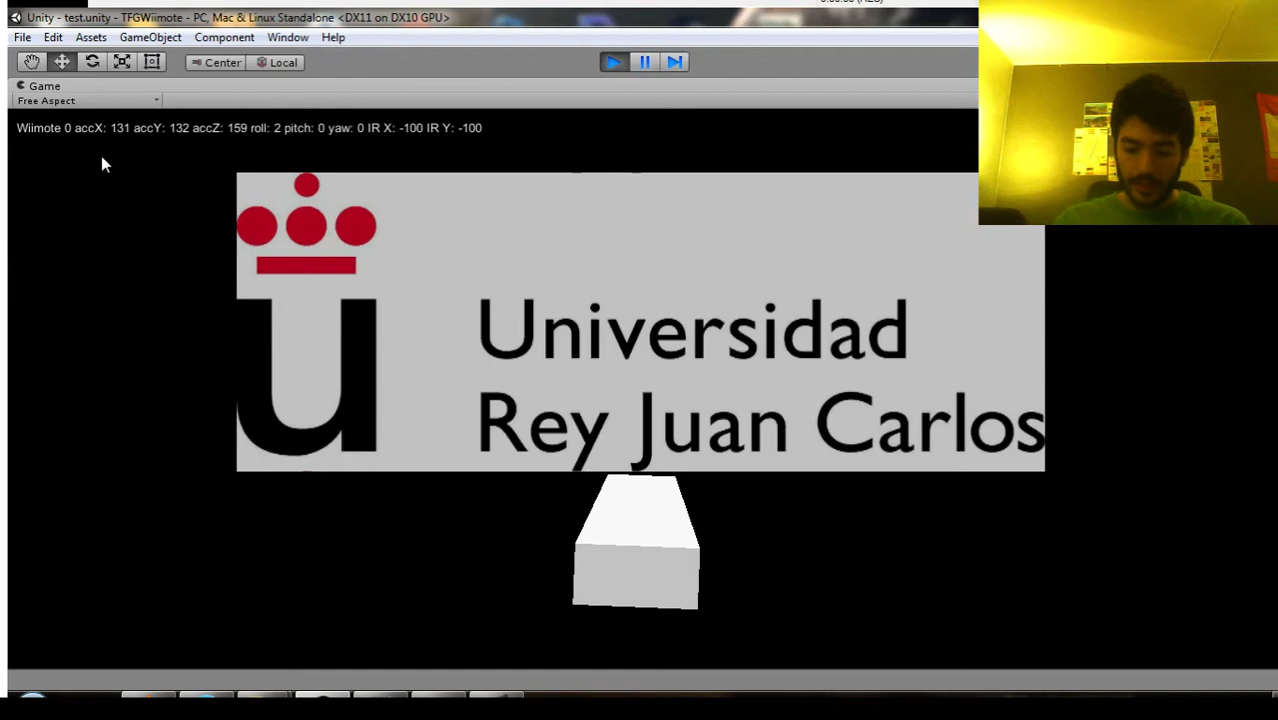 Unity - test.unity - TFGWiimote - PC, Mac & Linux Standalone <DX11 on DX10 GPU>
File Edit Assets GameObject Component Window Help
Center Local
Game
Free Aspect
Wiimote 0 accX: 131 accY: 132 accZ: 159 roll: 2 pitch: 0 yaw: 0 IR X: -100 IR Y: -100
u
Universidad
Rey Juan Carlos